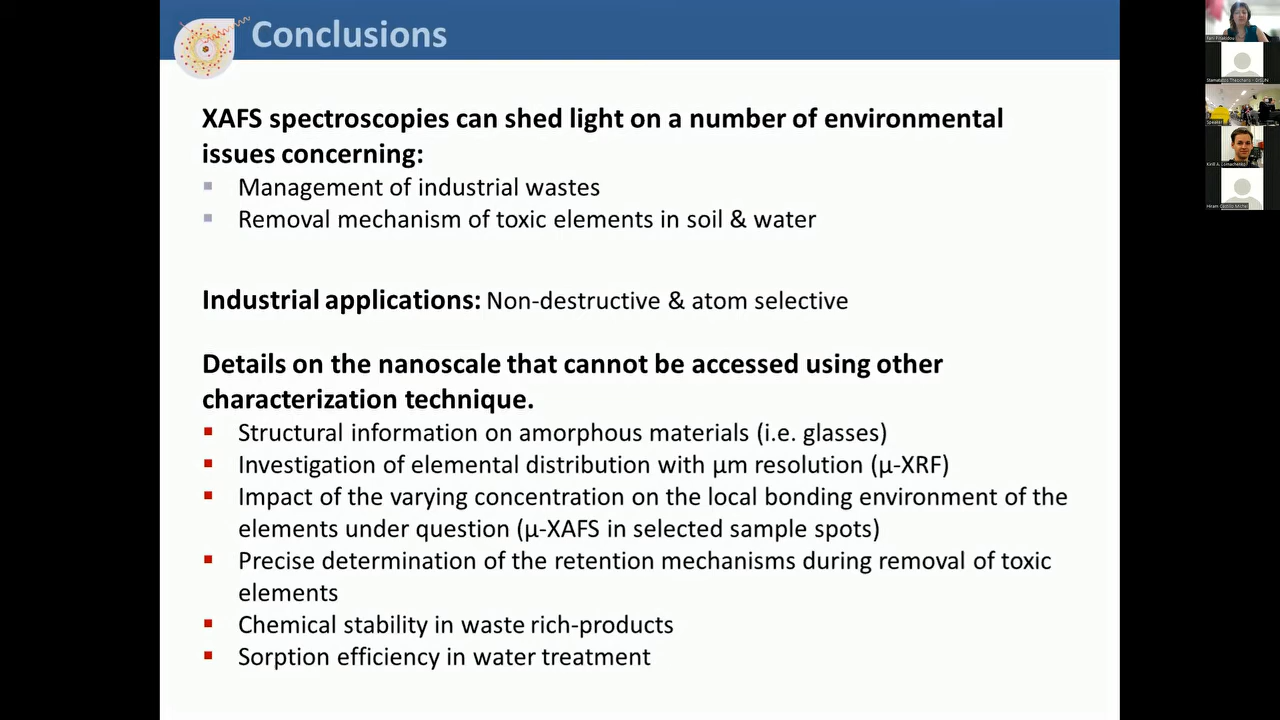 Conclusions
XAFS spectroscopies can shed light on a number of environmental
issues concerning:
Management of industrial wastes
Removal mechanism of toxic elements in soil & water
Industrial applications: Non-destructive & atom selective
Details on the nanoscale that cannot be accessed using other
characterization technique.
Structural information on amorphous materials (i.e. glasses)
Investigation of elemental distribution with μm resolution (μ-XRF)
Impact of the varying concentration on the local bonding environment of the
elements under question (μ-XAFS in selected sample spots)
Precise determination of the retention mechanisms during removal of toxic
elements
Chemical stability in waste rich-products
Sorption efficiency in water treatment
Speaker
Kirill A. Lomachenko